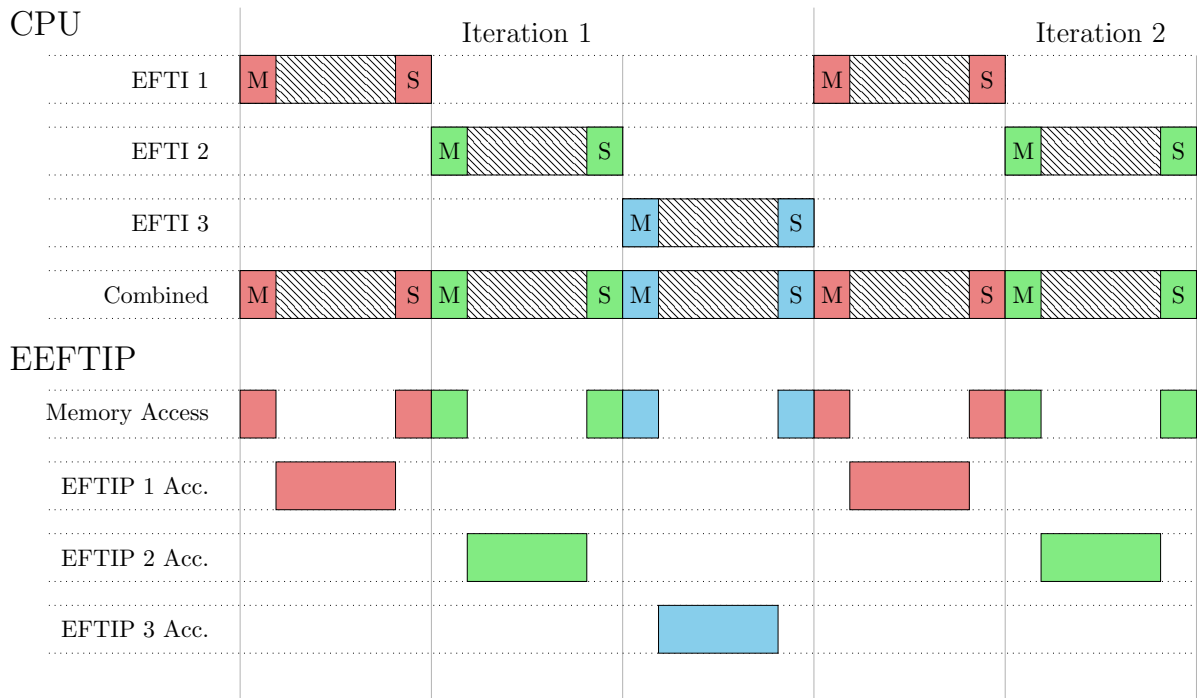 CPU
Iteration 1 Iteration 2
EFTI 1 M S M S
EFTI 2 M S M S
EFTI 3 M S
Combined M S M S M S M S M S
EEFTIP
Memory Access
EFTIP 1 Acc.
EFTIP 2 Acc.
EFTIP 3 Acc.